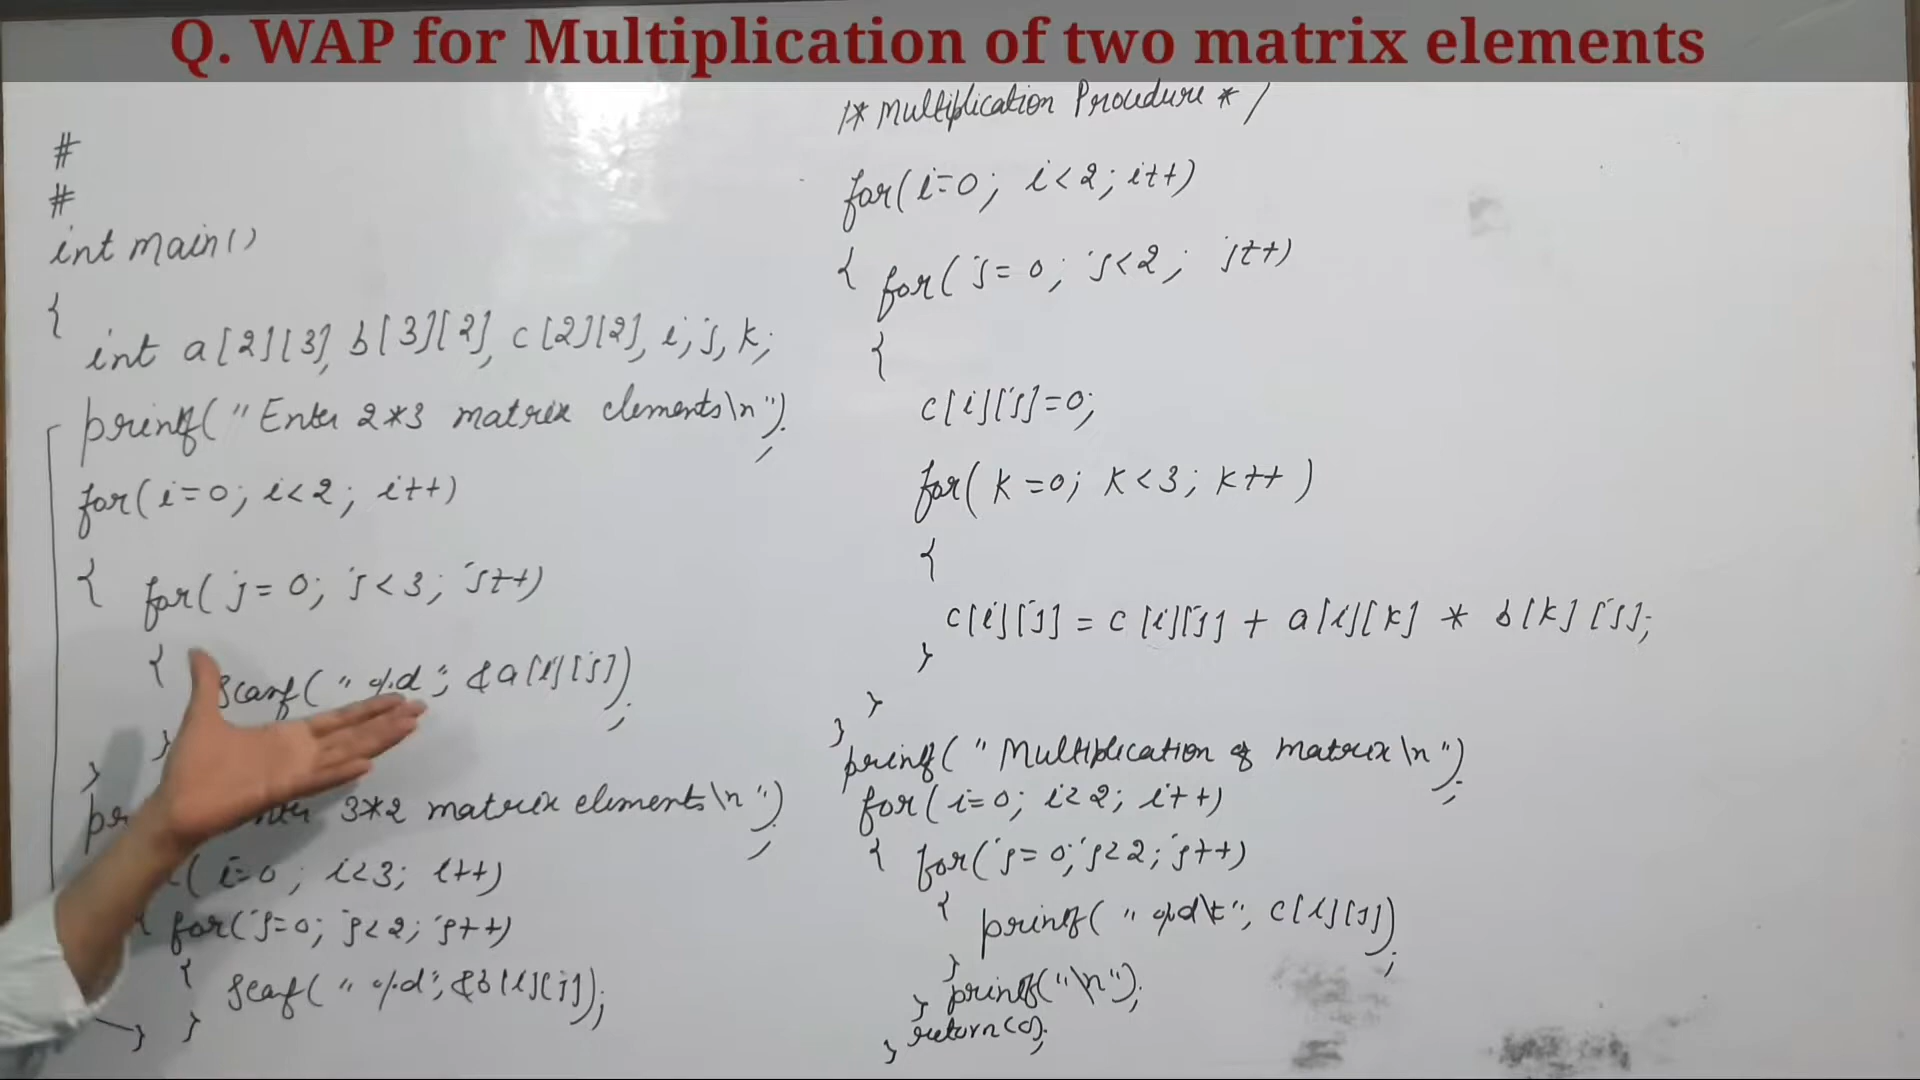 Q. WAP for Multiplication of two matrix elements
#
#
int main()
{
int a[2][3], b[3][2], c[2][2], i, j, k;
printf("Enter 2*3 matrix elements\n");
for(i=0; i<2; i++)
{ for(j=0; j<3; j++)
{ scanf("%d", &a[i][j]);
}
}
3*2 matrix elements\n");
(i=0; i<3; i++)
{ for(j=0; j<2; j++)
{ scanf("%d", &b[i][j]);
} }
/* Multiplication Procedure */
for(i=0; i<2; i++)
{ for(j=0; j<2; j++)
{
c[i][j]=0;
for(k=0; k<3; k++)
{
c[i][j] = c[i][j] + a[i][k] * b[k][j];
}
}
}
printf("Multiplication of matrix\n");
for(i=0; i<2; i++)
{ for(j=0; j<2; j++)
{ printf("%d\t", c[i][j]);
}
} printf("\n");
} return(0);